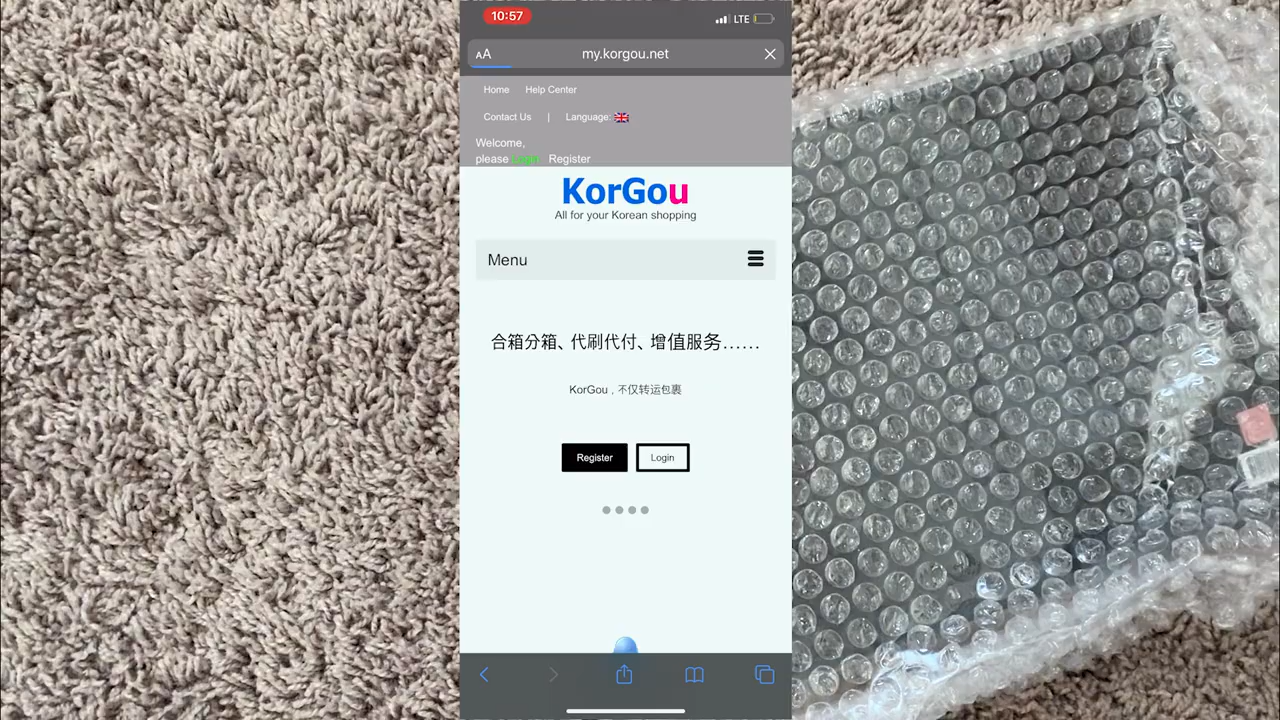 10:57
LTE
AA
my.korgou.net
Home Help Center
Contact Us | Language:
Welcome,
please Login Register
KorGou
All for your Korean shopping
Menu
合箱分箱、代刷代付、增值服务……
KorGou，不仅转运包裹
Register Login